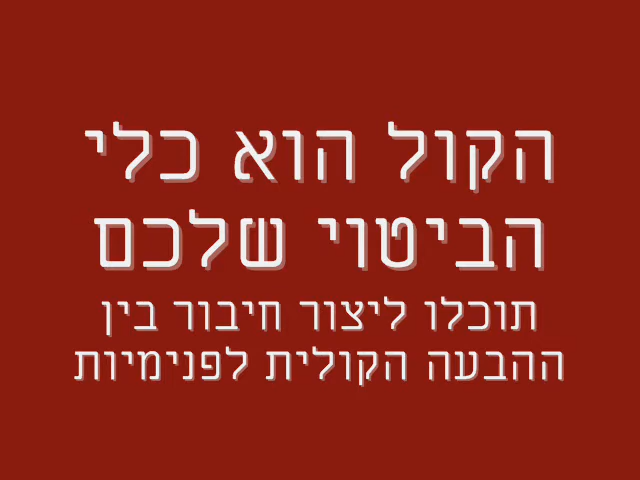 הקול הוא כלי
הביטוי שלכם
תוכלו ליצור חיבור בין
ההבעה הקולית לפנימיות